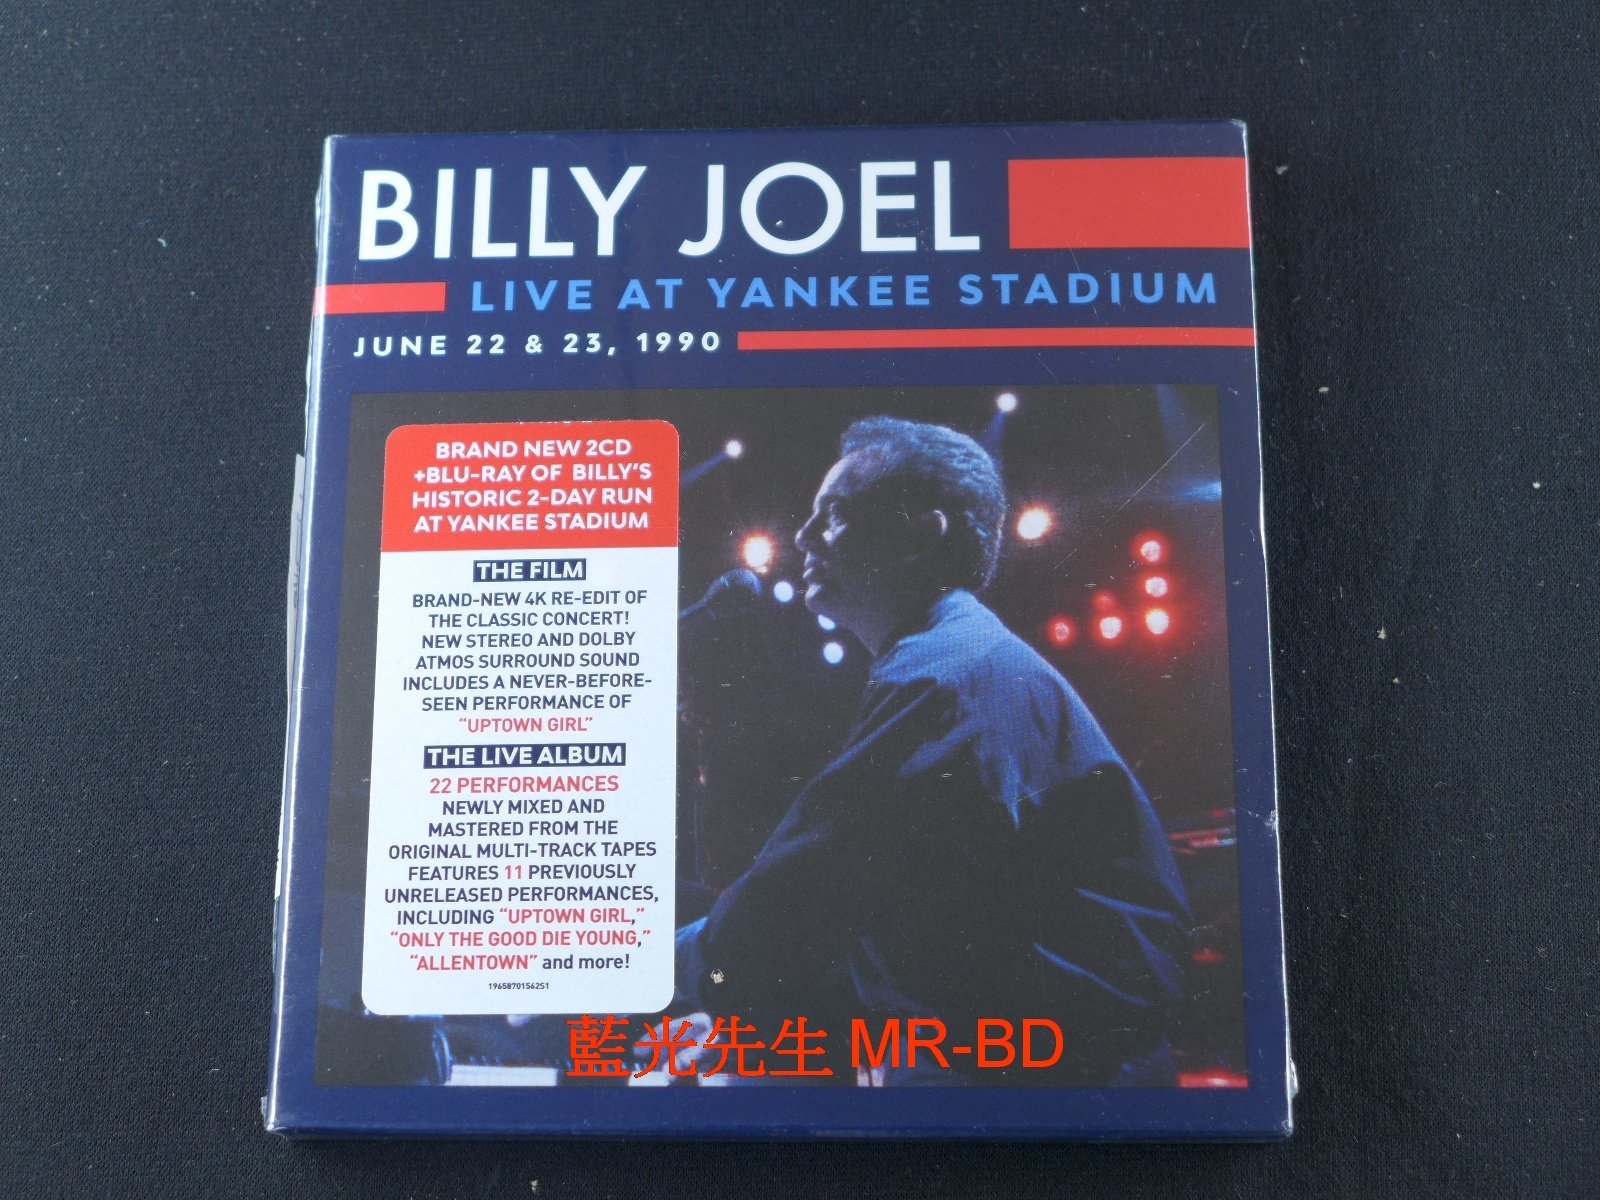 BILLY JOEL
LIVE AT YANKEE STADIUM
JUNE 22 & 23, 1990
BRAND NEW 2CD
+BLU-RAY OF BILLY'S
HISTORIC 2-DAY RUN
AT YANKEE STADIUM
THE FILM
BRAND-NEW 4K RE-EDIT OF
THE CLASSIC CONCERT!
NEW STEREO AND DOLBY
ATMOS SURROUND SOUND
INCLUDES A NEVER-BEFORE-
SEEN PERFORMANCE OF
“UPTOWN GIRL”
THE LIVE ALBUM
22 PERFORMANCES
NEWLY MIXED AND
MASTERED FROM THE
ORIGINAL MULTI-TRACK TAPES
FEATURES 11 PREVIOUSLY
UNRELEASED PERFORMANCES,
INCLUDING “UPTOWN GIRL,”
“ONLY THE GOOD DIE YOUNG,”
“ALLENTOWN” and more!
19658701562S1
藍光先生 MR-BD